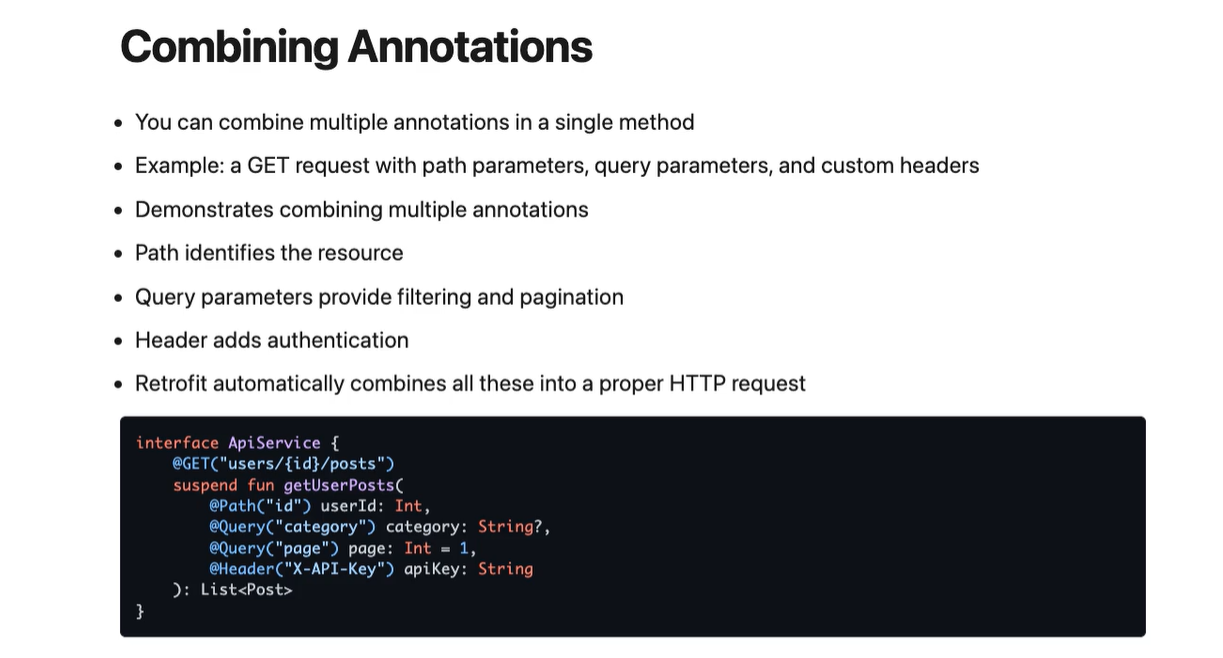 Combining Annotations
• You can combine multiple annotations in a single method
• Example: a GET request with path parameters, query parameters, and custom headers
• Demonstrates combining multiple annotations
• Path identifies the resource
• Query parameters provide filtering and pagination
• Header adds authentication
• Retrofit automatically combines all these into a proper HTTP request
interface ApiService {
    @GET("users/{id}/posts")
    suspend fun getUserPosts(
        @Path("id") userId: Int,
        @Query("category") category: String?,
        @Query("page") page: Int = 1,
        @Header("X-API-Key") apiKey: String
    ): List<Post>
}